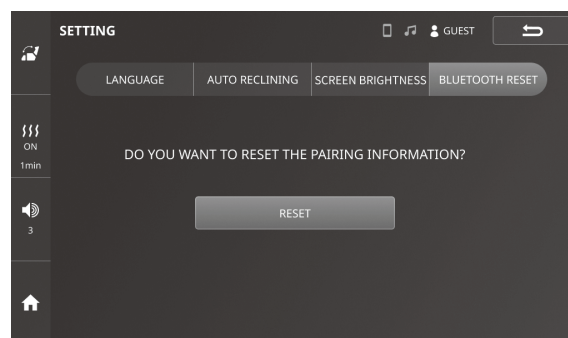 SETTING
GUEST
LANGUAGE
AUTO RECLINING
SCREEN BRIGHTNESS
BLUETOOTH RESET
ON
1min
3
DO YOU WANT TO RESET THE PAIRING INFORMATION?
RESET